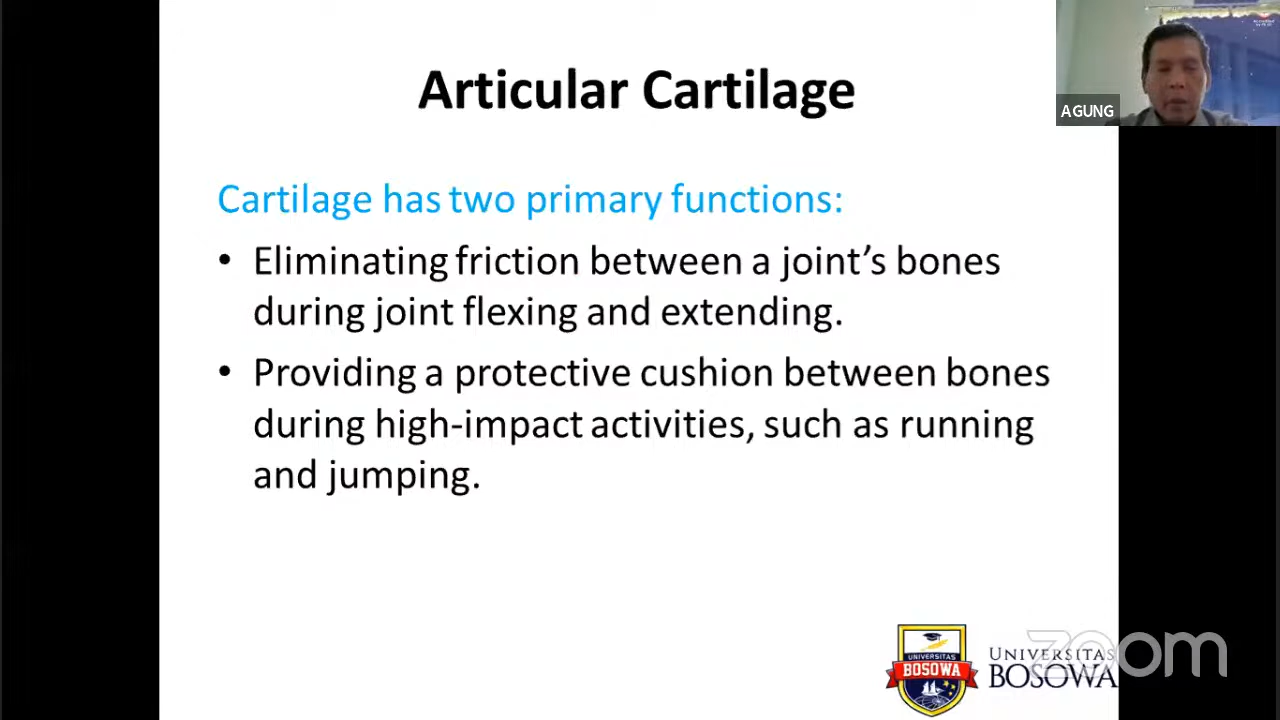 Articular Cartilage
AGUNG
Cartilage has two primary functions:
• Eliminating friction between a joint’s bones
during joint flexing and extending.
• Providing a protective cushion between bones
during high-impact activities, such as running
and jumping.
UNIVERSITAS
BOSOWA
UNIVERSITAS
BOSOWA
zoom